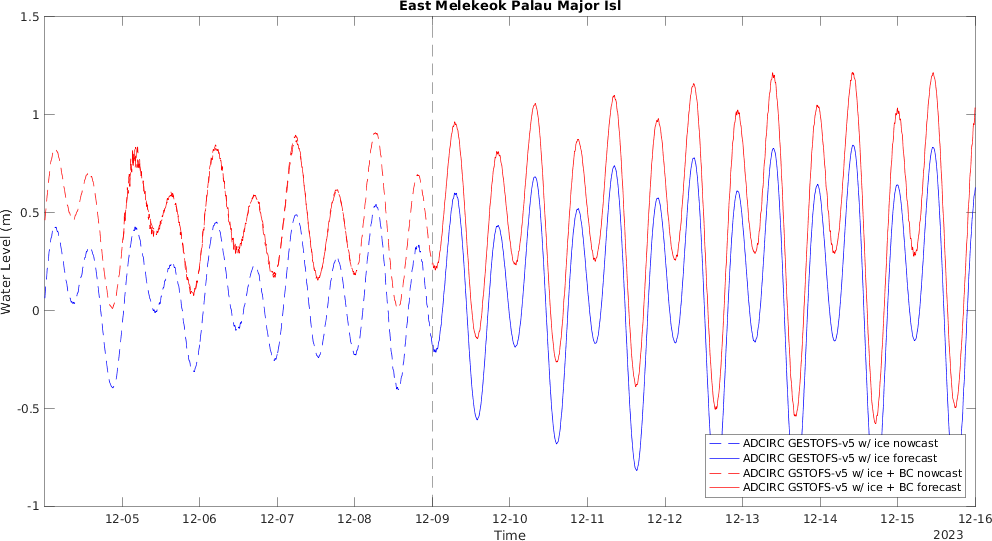 East Melekeok Palau Major Isl
1.5
1
0.5
0
-0.5
-1
Water Level (m)
ADCIRC GESTOFS-v5 w/ ice nowcast
ADCIRC GESTOFS-v5 w/ ice forecast
ADCIRC GSTOFS-v5 w/ ice + BC nowcast
ADCIRC GSTOFS-v5 w/ ice + BC forecast
12-05 12-06 12-07 12-08 12-09 12-10 12-11 12-12 12-13 12-14 12-15 12-16
Time
2023